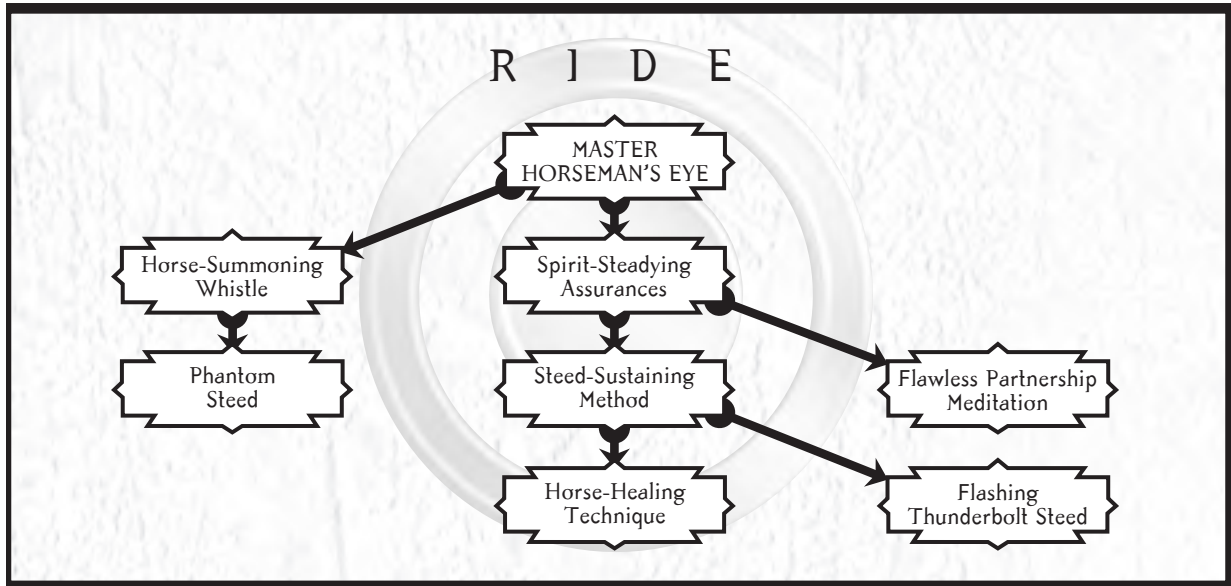 RIDE
MASTER
HORSEMAN'S EYE
Horse-Summoning
Whistle
Spirit-Steadying
Assurances
Phantom
Steed
Steed-Sustaining
Method
Flawless Partnership
Meditation
Horse-Healing
Technique
Flashing
Thunderbolt Steed